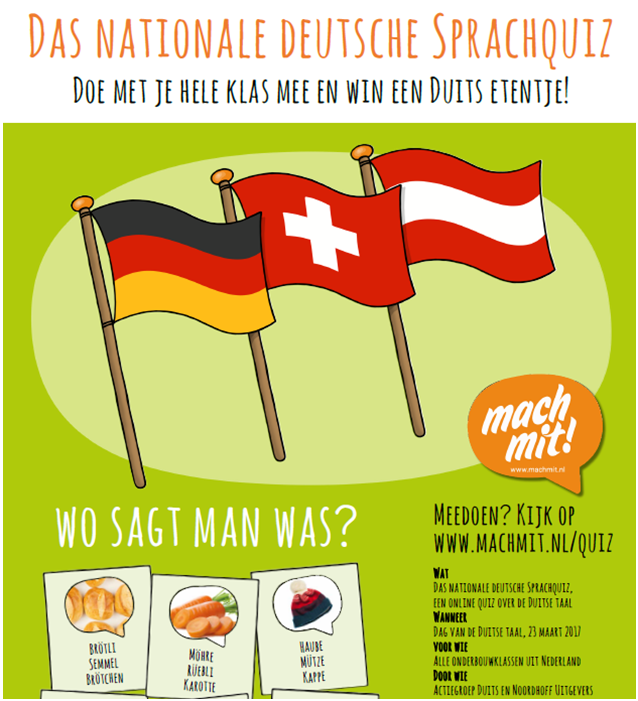 Das nationale deutsche Sprachquiz
Doe met je hele klas mee en win een Duits etentje!
mach
mit!
www.machmit.nl
wo sagt man was?
Brötli
Semmel
Brötchen
Möhre
Rüebli
Karotte
Haube
Mütze
Kappe
Meedoen? Kijk op
www.machmit.nl/quiz
Wat
Das nationale deutsche Sprachquiz,
een online quiz over de Duitse taal
Wanneer
Dag van de Duitse taal, 23 maart 2017
voor wie
Alle onderbouwklassen uit Nederland
Door wie
Actiegroep Duits en Noordhoff Uitgevers